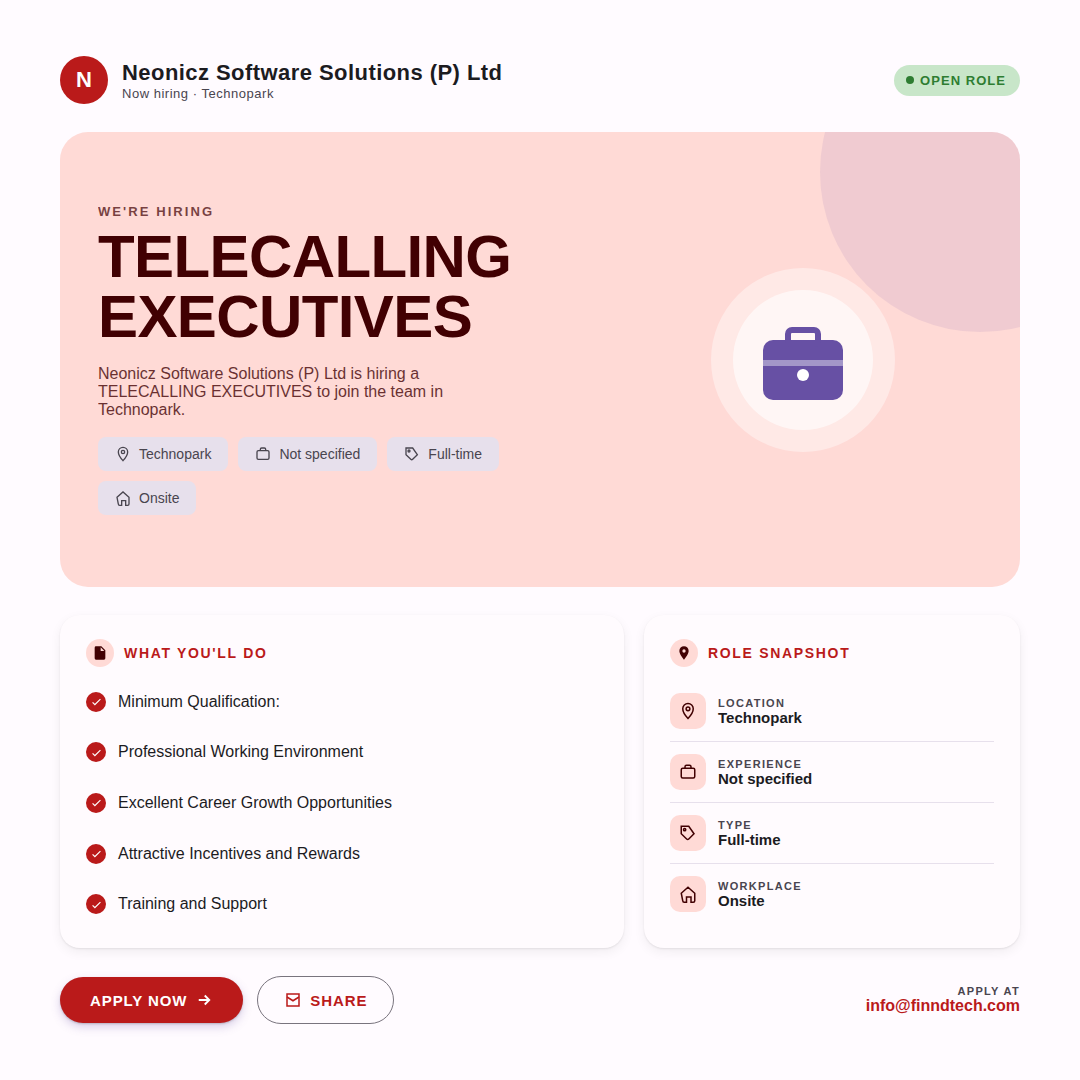 N
Neonicz Software Solutions (P) Ltd
Now hiring · Technopark
OPEN ROLE
WE'RE HIRING
TELECALLING
EXECUTIVES
Neonicz Software Solutions (P) Ltd is hiring a
TELECALLING EXECUTIVES to join the team in
Technopark.
Technopark
Not specified
Full-time
Onsite
WHAT YOU'LL DO
Minimum Qualification:
Professional Working Environment
Excellent Career Growth Opportunities
Attractive Incentives and Rewards
Training and Support
ROLE SNAPSHOT
LOCATION
Technopark
EXPERIENCE
Not specified
TYPE
Full-time
WORKPLACE
Onsite
APPLY NOW
SHARE
APPLY AT
info@finndtech.com